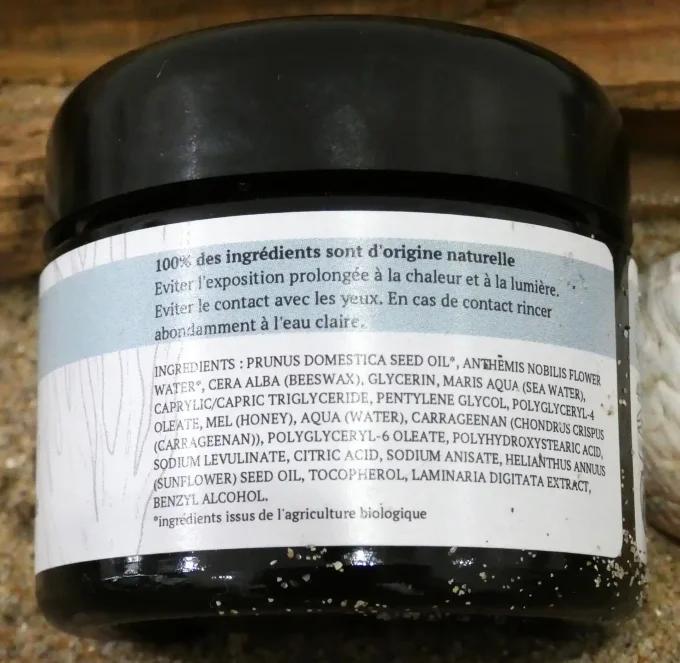 100% des ingrédients sont d'origine naturelle
Eviter l'exposition prolongée à la chaleur et à la lumière.
Eviter le contact avec les yeux. En cas de contact rincer
abondamment à l'eau claire.
INGREDIENTS : PRUNUS DOMESTICA SEED OIL*, ANTHEMIS NOBILIS FLOWER
WATER*, CERA ALBA (BEESWAX), GLYCERIN, MARIS AQUA (SEA WATER),
CAPRYLIC/CAPRIC TRIGLYCERIDE, PENTYLENE GLYCOL, POLYGLYCERYL-4
OLEATE, MEL (HONEY), AQUA (WATER), CARRAGEENAN (CHONDRUS CRISPUS
(CARRAGEENAN)), POLYGLYCERYL-6 OLEATE, POLYHYDROXYSTEARIC ACID,
SODIUM LEVULINATE, CITRIC ACID, SODIUM ANISATE, HELIANTHUS ANNUUS
(SUNFLOWER) SEED OIL, TOCOPHEROL, LAMINARIA DIGITATA EXTRACT,
BENZYL ALCOHOL.
*ingrédients issus de l'agriculture biologique